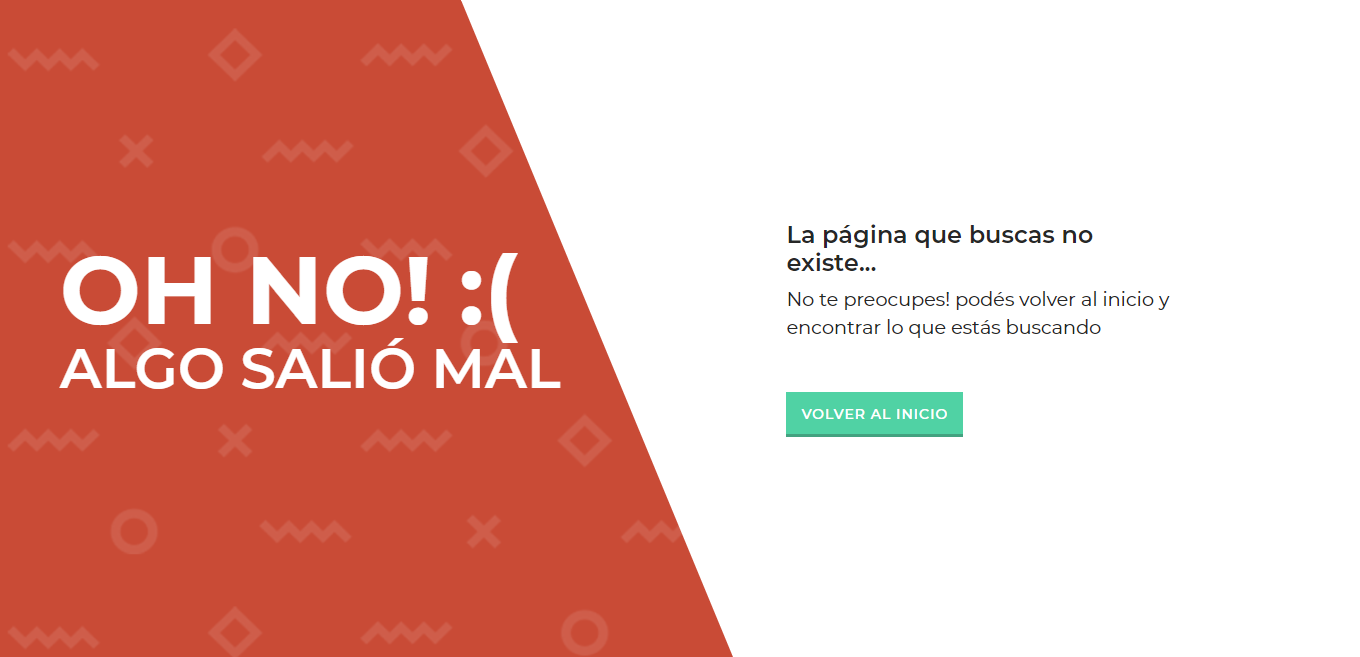 OH NO! :(
ALGO SALIÓ MAL
La página que buscas no
existe...
No te preocupes! podés volver al inicio y
encontrar lo que estás buscando
VOLVER AL INICIO